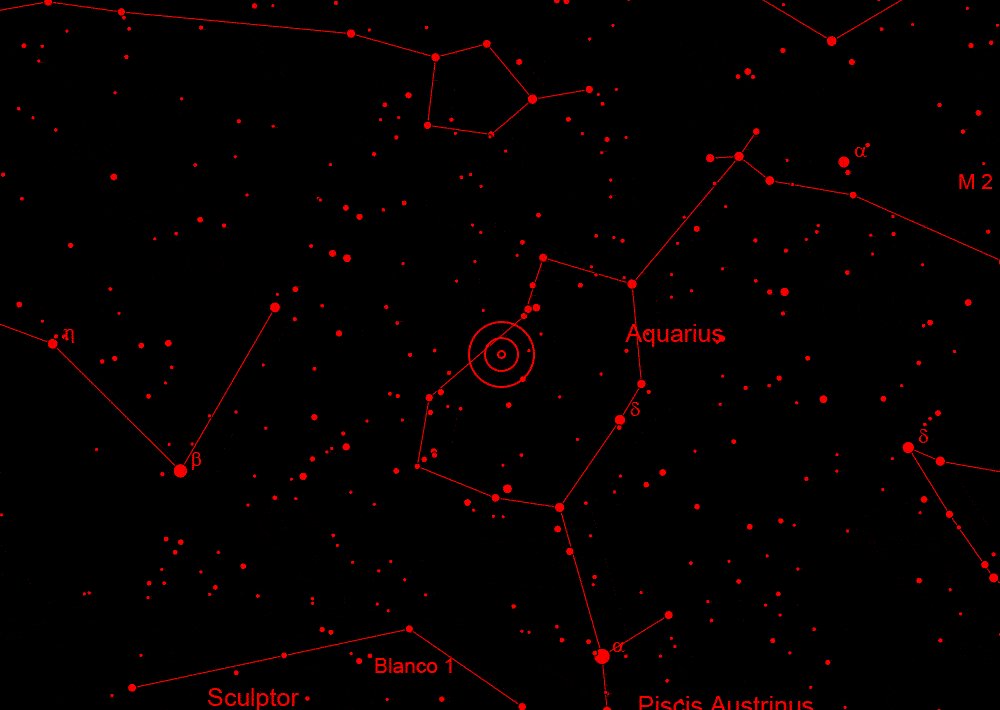 α
M 2
η
Aquarius
δ
δ
β
α
Blanco 1
Sculptor
Piscis Austrinus